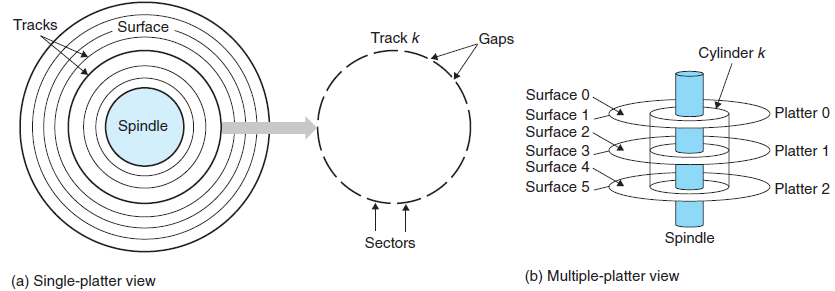 Tracks
Surface
Spindle
Track k
Gaps
Sectors
(a) Single-platter view
Cylinder k
Surface 0
Surface 1
Surface 2
Surface 3
Surface 4
Surface 5
Platter 0
Platter 1
Platter 2
Spindle
(b) Multiple-platter view